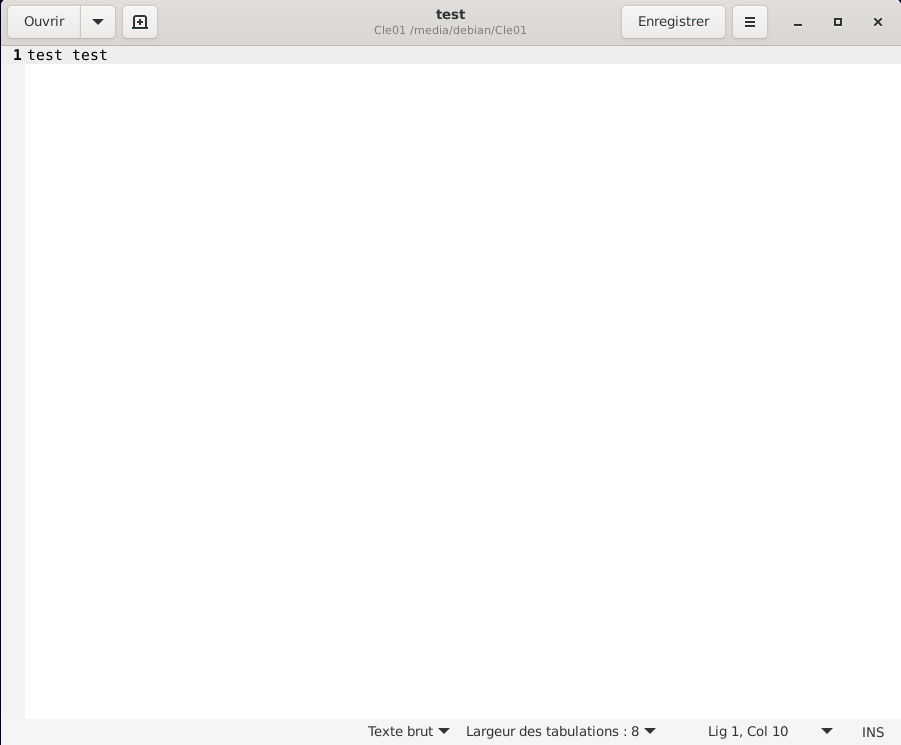 Ouvrir
test
Cle01 /media/debian/Cle01
Enregistrer
1 test test
Texte brut Largeur des tabulations : 8 Lig 1, Col 10 INS